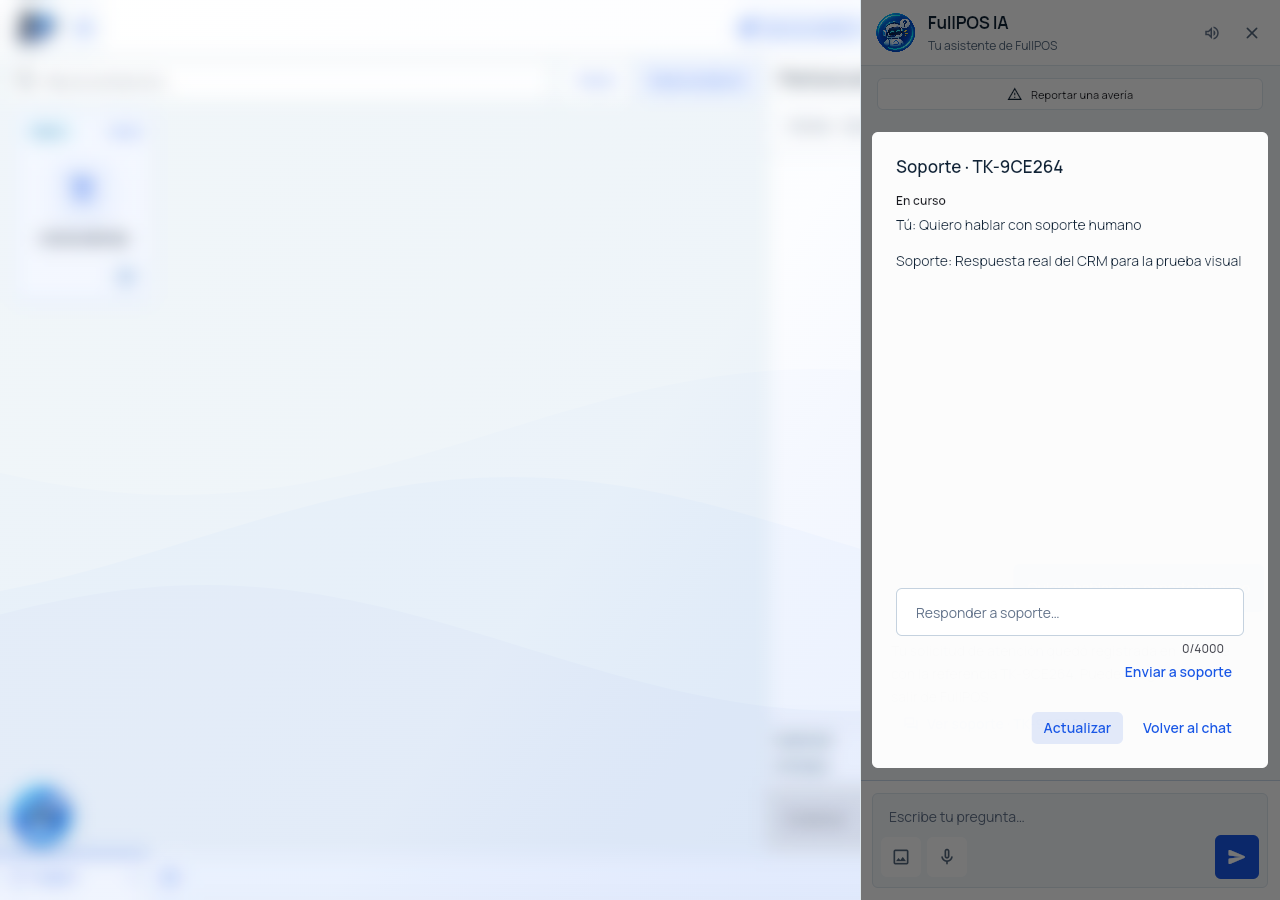 FullPOS IA
Tu asistente de FullPOS
Reportar una averia
Soporte · TK-9CE264
En curso
Tú: Quiero hablar con soporte humano
Soporte: Respuesta real del CRM para la prueba visual
Responder a soporte...
0/4000
Enviar a soporte
Actualizar
Volver al chat
Escribe tu pregunta...